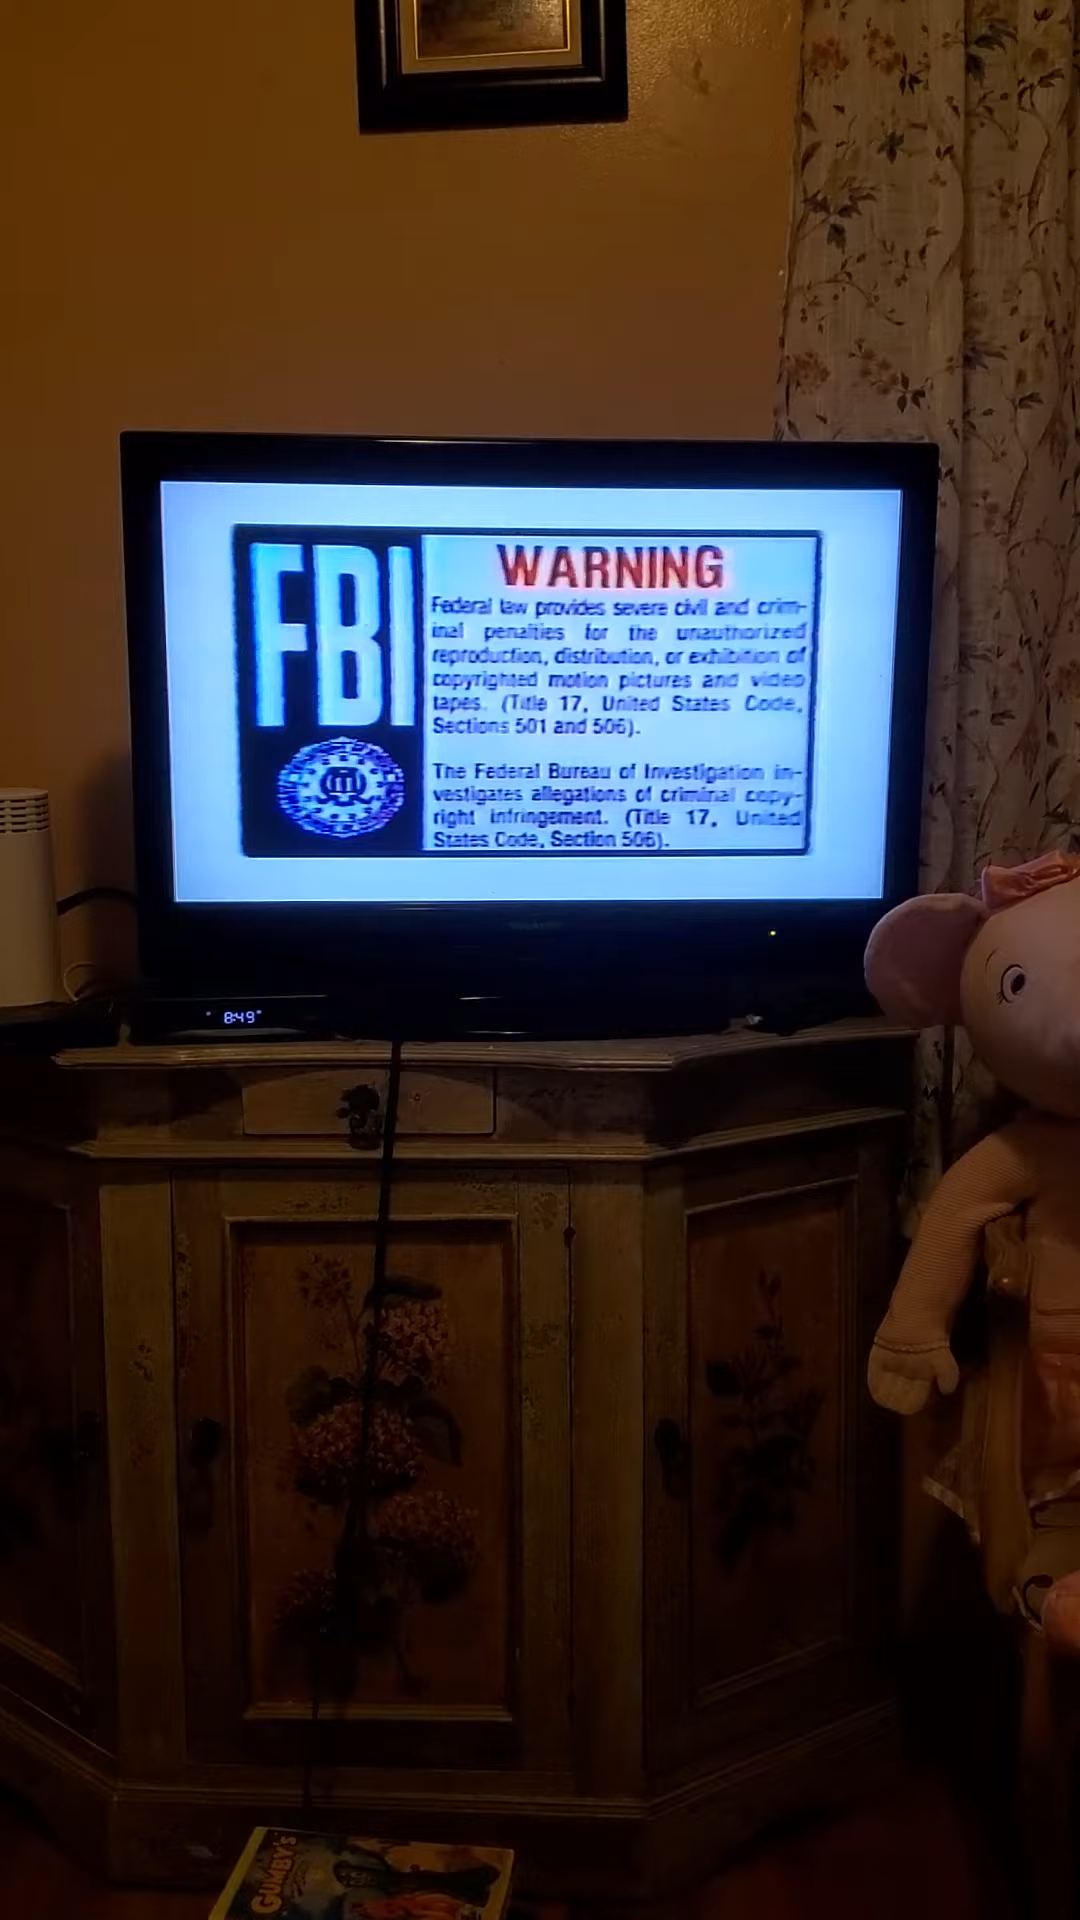 FBI
WARNING
Federal law provides severe civil and crim-
inal penalties for the unauthorized
reproduction, distribution, or exhibition of
copyrighted motion pictures and video
tapes. (Title 17, United States Code,
Sections 501 and 506).
The Federal Bureau of Investigation in-
vestigates allegations of criminal copy-
right infringement. (Title 17, United
States Code, Section 506).
8:49
GUMBY'S